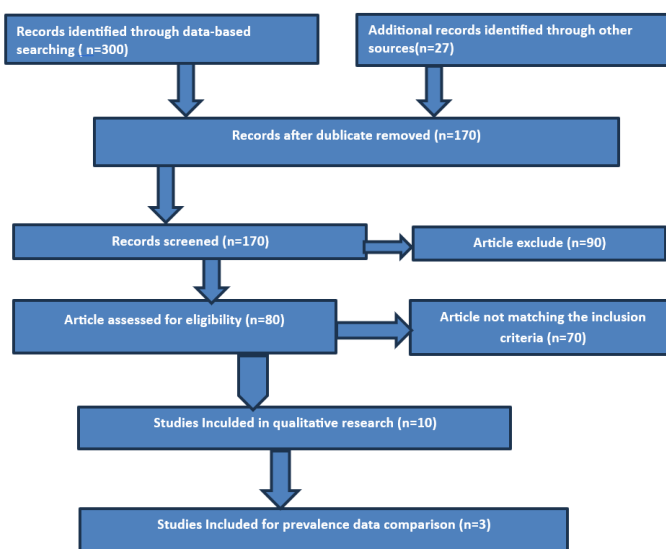 Records identified through data-based
searching ( n=300)
Additional records identified through other
sources(n=27)
Records after dublicate removed (n=170)
Records screened (n=170)
Article exclude (n=90)
Article assessed for eligibility (n=80)
Article not matching the inclusion
criteria (n=70)
Studies Inculded in qualitative research (n=10)
Studies Included for prevalence data comparison (n=3)